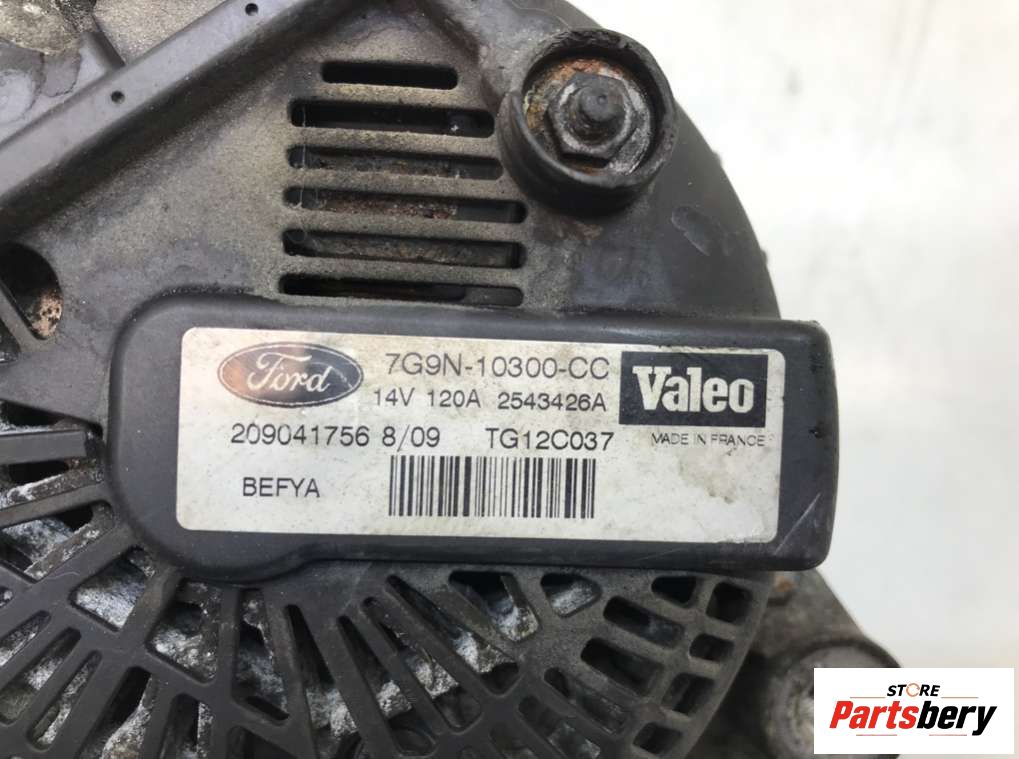 Ford 7G9N-10300-CC Valeo
14V 120A 2543426A
209041756 8/09 TG12C037 MADE IN FRANCE
BEFYA
STORE
Partsbery